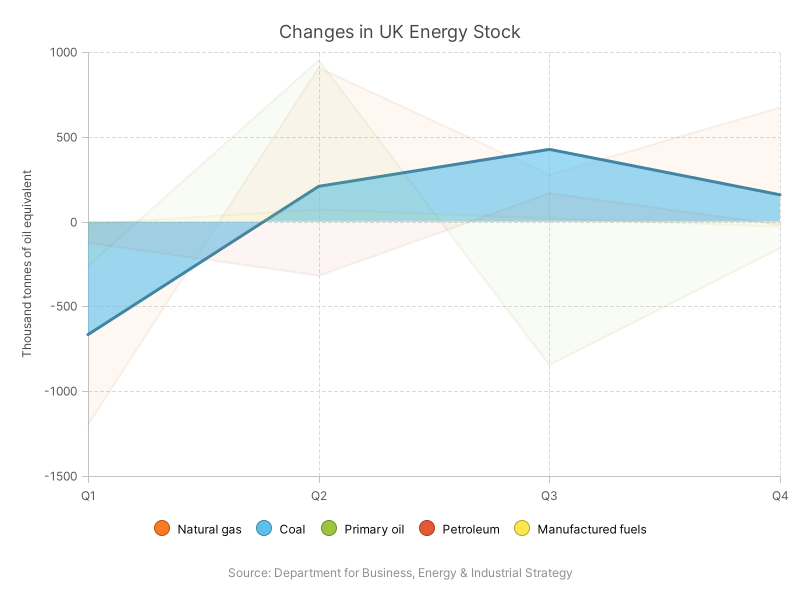 Changes in UK Energy Stock
Thousand tonnes of oil equivalent
1000
500
0
-500
-1000
-1500
Q1 Q2 Q3 Q4
Natural gas Coal Primary oil Petroleum Manufactured fuels
Source: Department for Business, Energy & Industrial Strategy